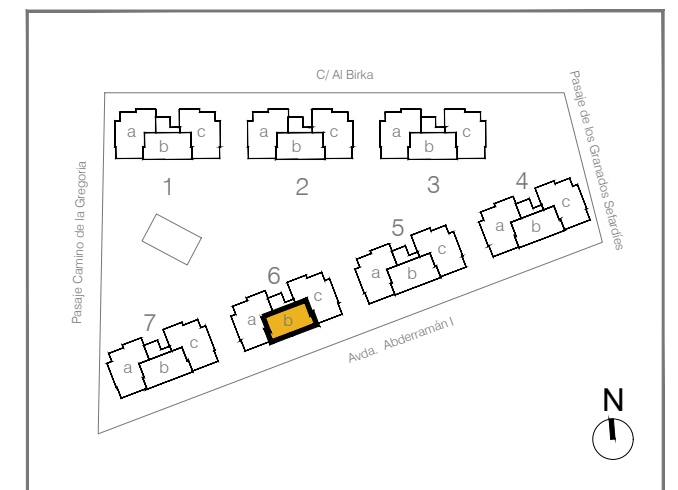 C/ Al Birka
Pasaje de los Granados Sefardíes
Pasaje Camino de la Gregoria
a b c
a b c
a b c
1
2
3
4
a b c
5
a b c
6
a b c
7
a b c
Avda. Abderramán I
N